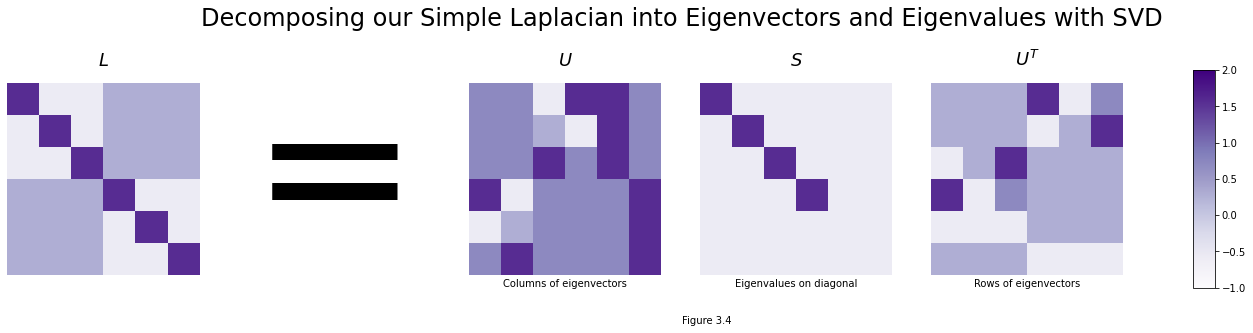 Decomposing our Simple Laplacian into Eigenvectors and Eigenvalues with SVD
L
=
U
S
U^T
2.0
1.5
1.0
0.5
0.0
−0.5
−1.0
Columns of eigenvectors
Eigenvalues on diagonal
Rows of eigenvectors
Figure 3.4